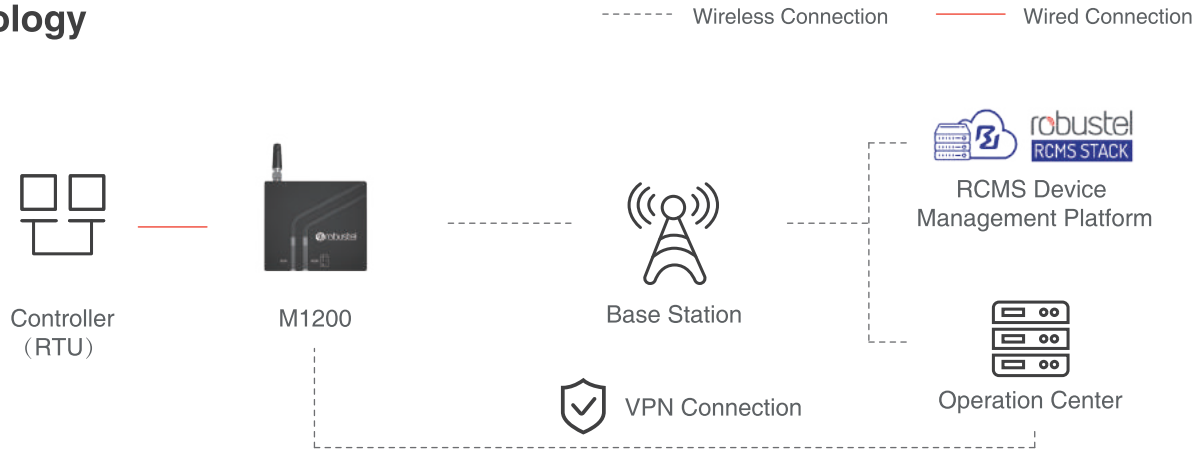 ology
Wireless Connection
Wired Connection
robustel
RCMS STACK
RCMS Device
Management Platform
robustel
Controller
（RTU）
M1200
Base Station
Operation Center
VPN Connection